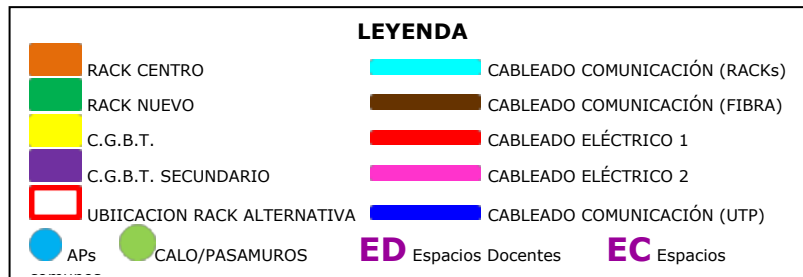 LEYENDA
RACK CENTRO CABLEADO COMUNICACIÓN (RACKs)
RACK NUEVO CABLEADO COMUNICACIÓN (FIBRA)
C.G.B.T. CABLEADO ELÉCTRICO 1
C.G.B.T. SECUNDARIO CABLEADO ELÉCTRICO 2
UBIICACION RACK ALTERNATIVA CABLEADO COMUNICACIÓN (UTP)
APs CALO/PASAMUROS ED Espacios Docentes EC Espacios